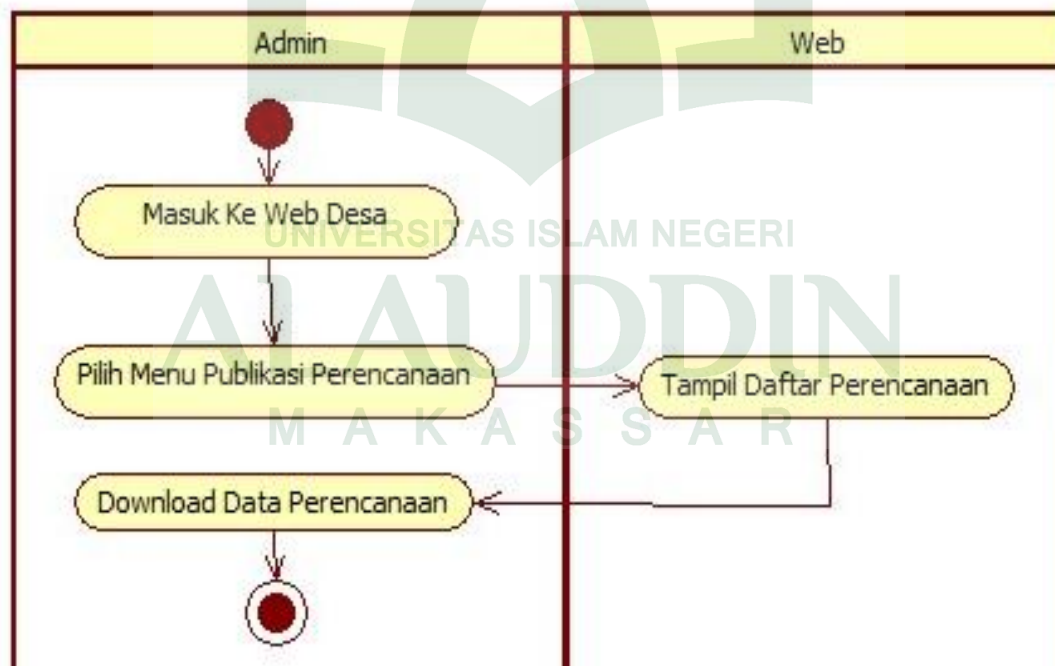 Admin
Web
Masuk Ke Web Desa
UNIVERSITAS ISLAM NEGERI
ALAUDDIN
Pilih Menu Publikasi Perencanaan
Tampil Daftar Perencanaan
MAKASSAR
Download Data Perencanaan